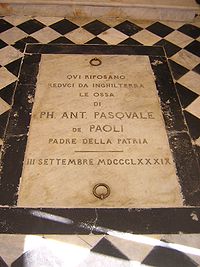 QVI RIPOSANO
REDVCI DA INGHILTERRA
LE OSSA
DI
PH. ANT. PASQVALE
DE PAOLI
PADRE DELLA PATRIA
III SETTEMBRE MDCCCLXXXIX